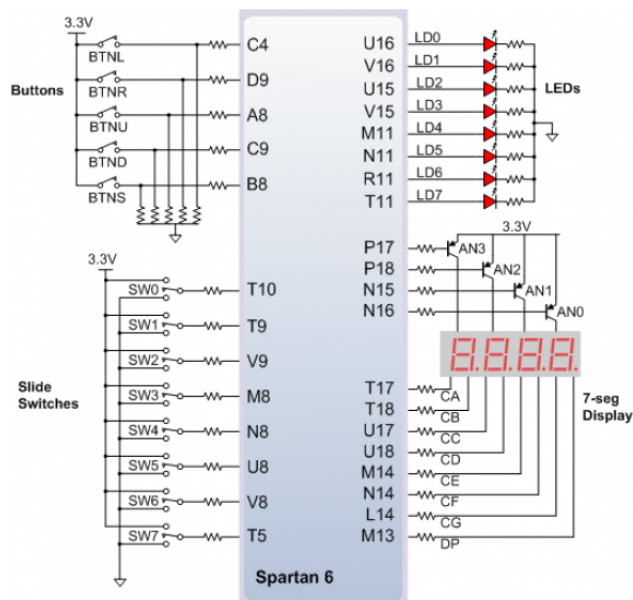 3.3V
BTNL
BTNR
BTNU
BTND
BTNS
Buttons
C4
D9
A8
C9
B8
U16
V16
U15
V15
M11
N11
R11
T11
LD0
LD1
LD2
LD3
LD4
LD5
LD6
LD7
LEDs
3.3V
SW0
SW1
SW2
SW3
SW4
SW5
SW6
SW7
Slide
Switches
T10
T9
V9
M8
N8
U8
V8
T5
P17
P18
N15
N16
3.3V
AN3
AN2
AN1
AN0
8.8.8.8.
T17
T18
U17
U18
M14
N14
L14
M13
CA
CB
CC
CD
CE
CF
CG
DP
7-seg
Display
Spartan 6